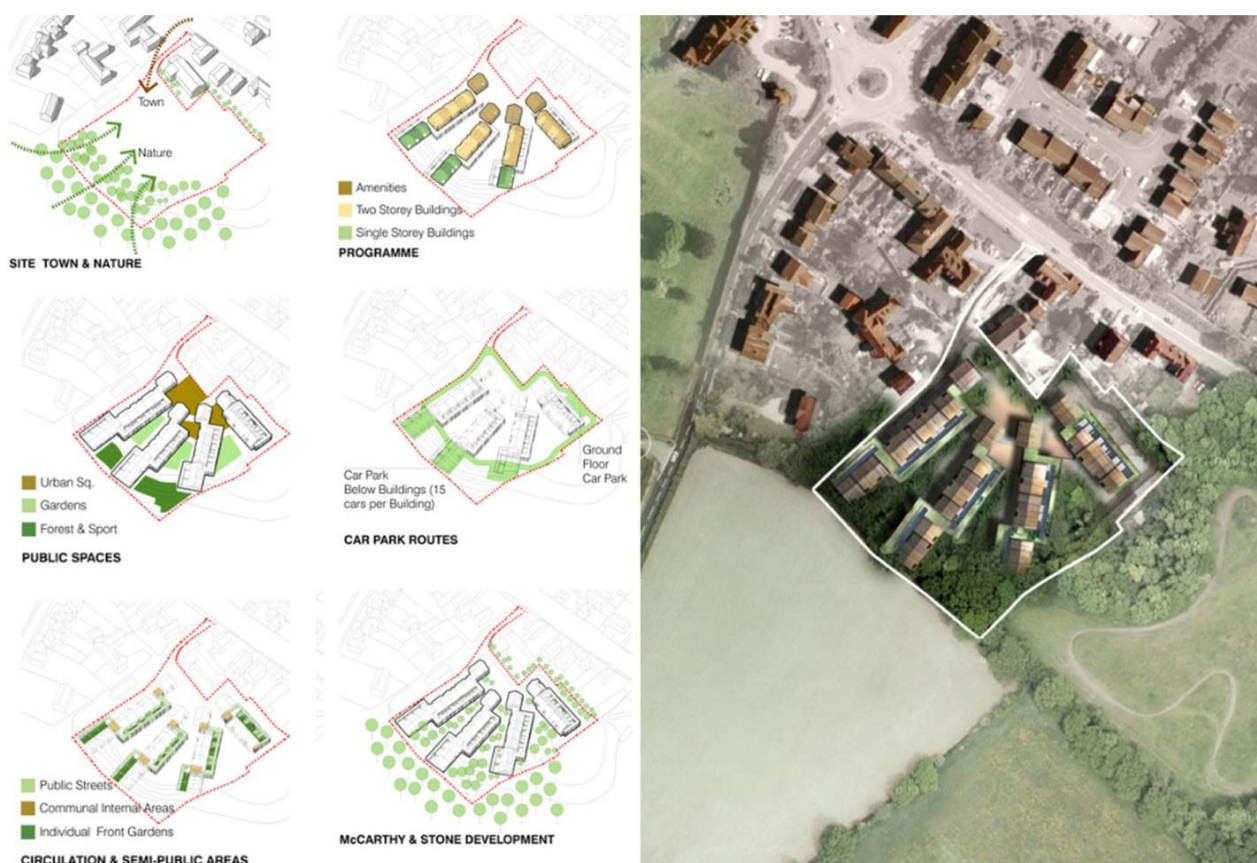 Town
Nature
SITE TOWN & NATURE
Amenities
Two Storey Buildings
Single Storey Buildings
PROGRAMME
Urban Sq.
Gardens
Forest & Sport
PUBLIC SPACES
Car Park
Below Buildings (15
cars per Building)
Ground
Floor
Car Park
CAR PARK ROUTES
Public Streets
Communal Internal Areas
Individual Front Gardens
CIRCULATION & SEMI-PUBLIC AREAS
McCARTHY & STONE DEVELOPMENT